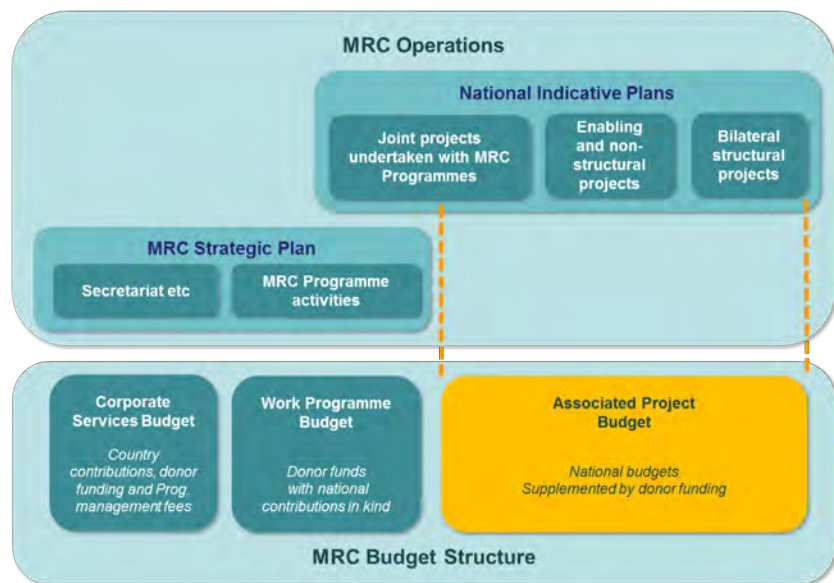 MRC Operations
National Indicative Plans
Joint projects
undertaken with MRC
Programmes
Enabling
and non-
structural
projects
Bilateral
structural
projects
MRC Strategic Plan
Secretariat etc
MRC Programme
activities
Corporate
Services Budget
Country
contributions, donor
funding and Prog.
management fees
Work Programme
Budget
Donor funds
with national
contributions in kind
Associated Project
Budget
National budgets
Supplemented by donor funding
MRC Budget Structure